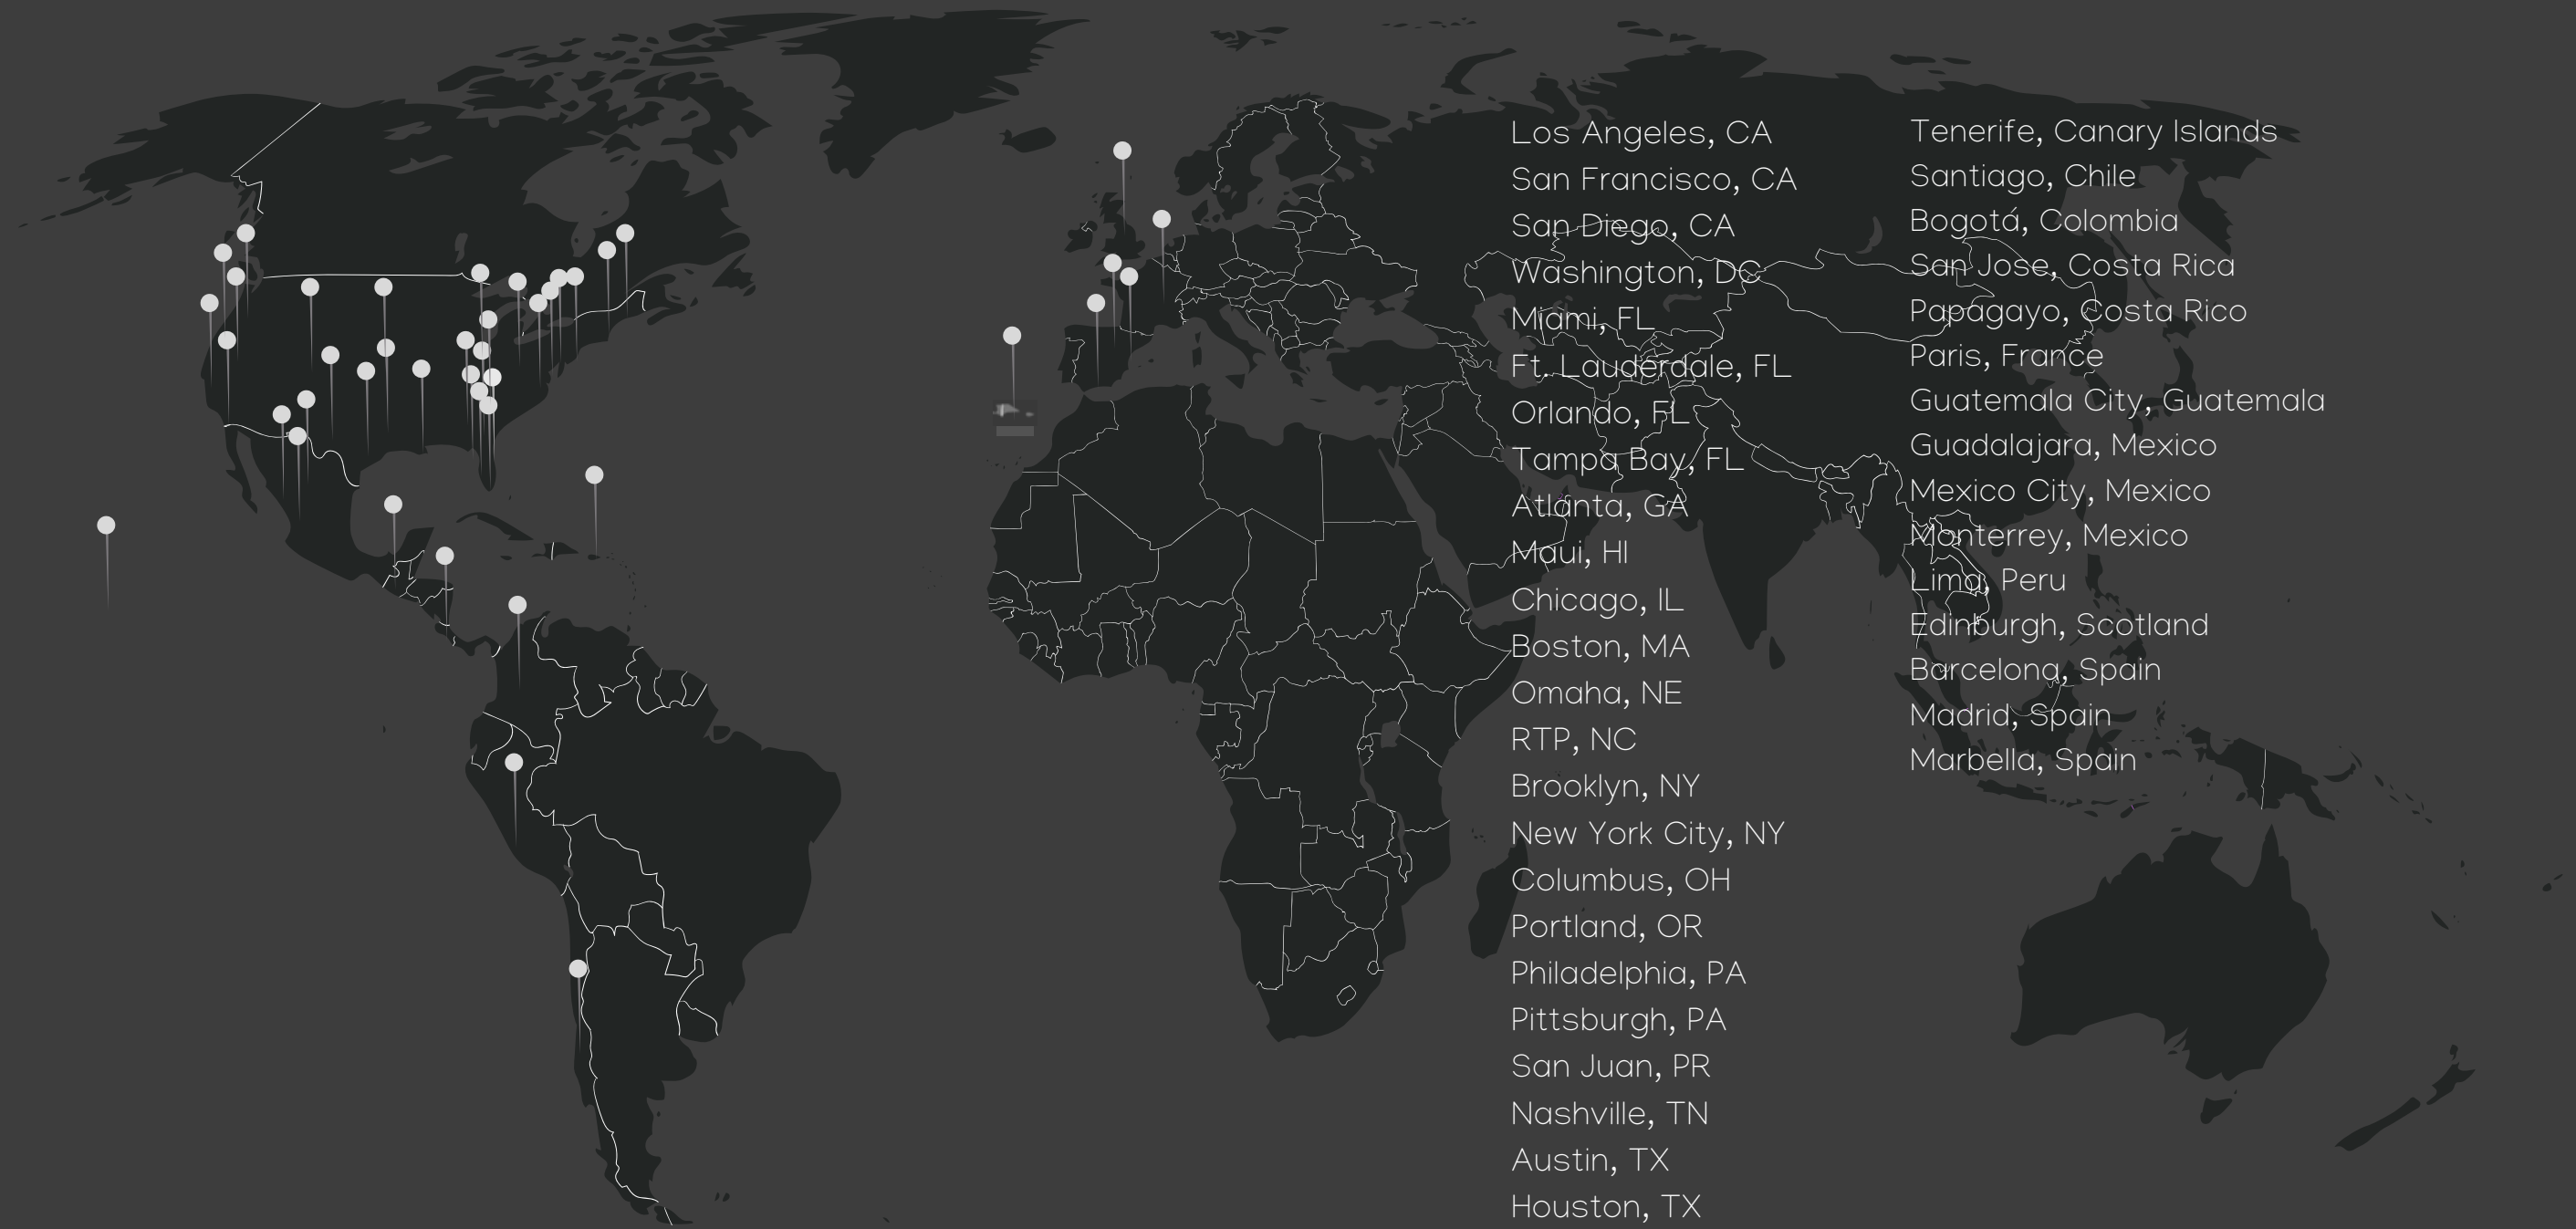 Los Angeles, CA
San Francisco, CA
San Diego, CA
Washington, DC
Miami, FL
Ft. Lauderdale, FL
Orlando, FL
Tampa Bay, FL
Atlanta, GA
Maui, HI
Chicago, IL
Boston, MA
Omaha, NE
RTP, NC
Brooklyn, NY
New York City, NY
Columbus, OH
Portland, OR
Philadelphia, PA
Pittsburgh, PA
San Juan, PR
Nashville, TN
Austin, TX
Houston, TX
Tenerife, Canary Islands
Santiago, Chile
Bogotá, Colombia
San Jose, Costa Rica
Papagayo, Costa Rico
Paris, France
Guatemala City, Guatemala
Guadalajara, Mexico
Mexico City, Mexico
Monterrey, Mexico
Lima, Peru
Edinburgh, Scotland
Barcelona, Spain
Madrid, Spain
Marbella, Spain